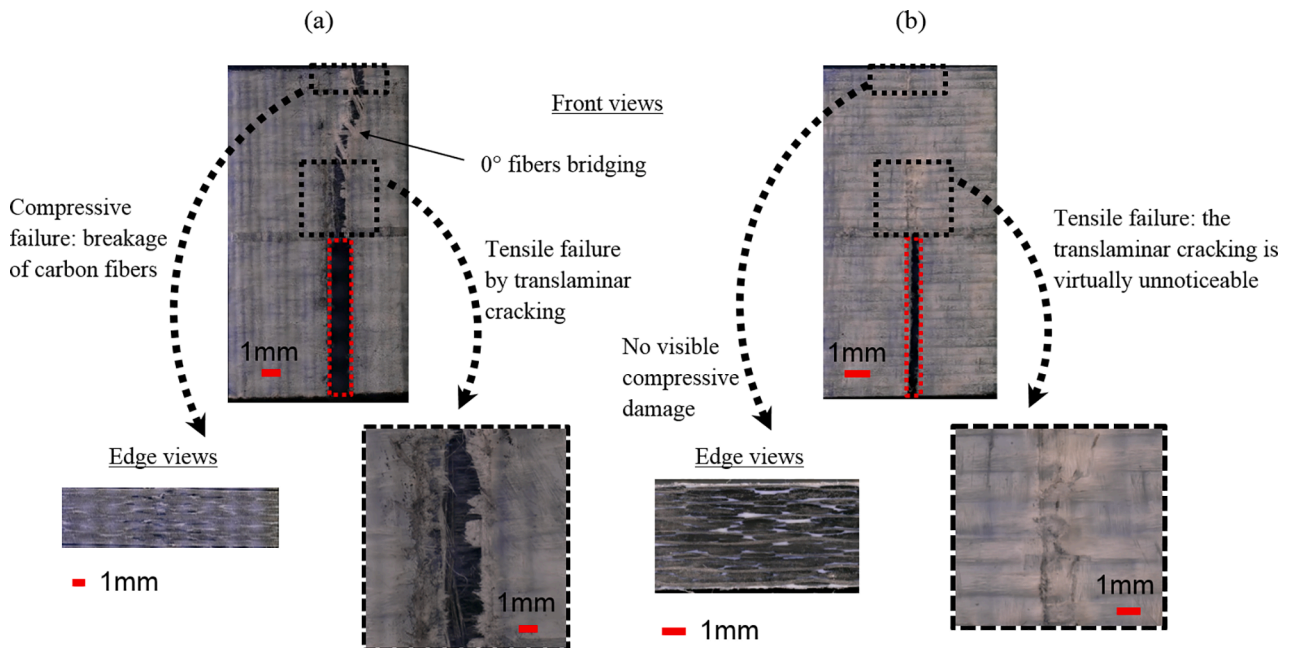 (a)
(b)
Front views
0° fibers bridging
Compressive
failure: breakage
of carbon fibers
Tensile failure
by translaminar
cracking
1mm
Edge views
1mm
1mm
Tensile failure: the
translaminar cracking is
virtually unnoticeable
No visible
compressive
damage
1mm
Edge views
1mm
1mm